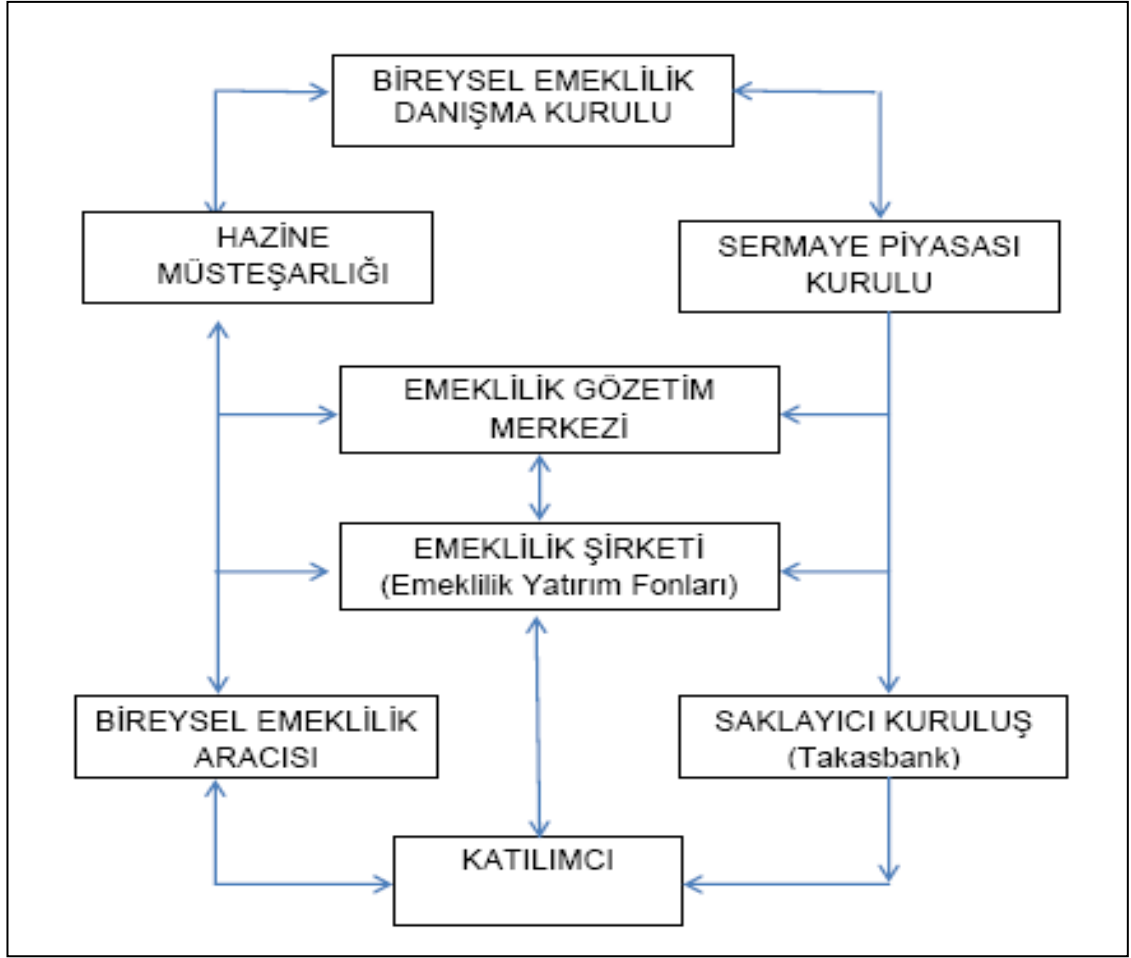 BİREYSEL EMEKLİLİK
DANIŞMA KURULU
HAZİNE
MÜSTEŞARLIĞI
SERMAYE PİYASASI
KURULU
EMEKLİLİK GÖZETİM
MERKEZİ
EMEKLİLİK ŞİRKETİ
(Emeklilik Yatırım Fonları)
BİREYSEL EMEKLİLİK
ARACISI
SAKLAYICI KURULUŞ
(Takasbank)
KATILIMCI